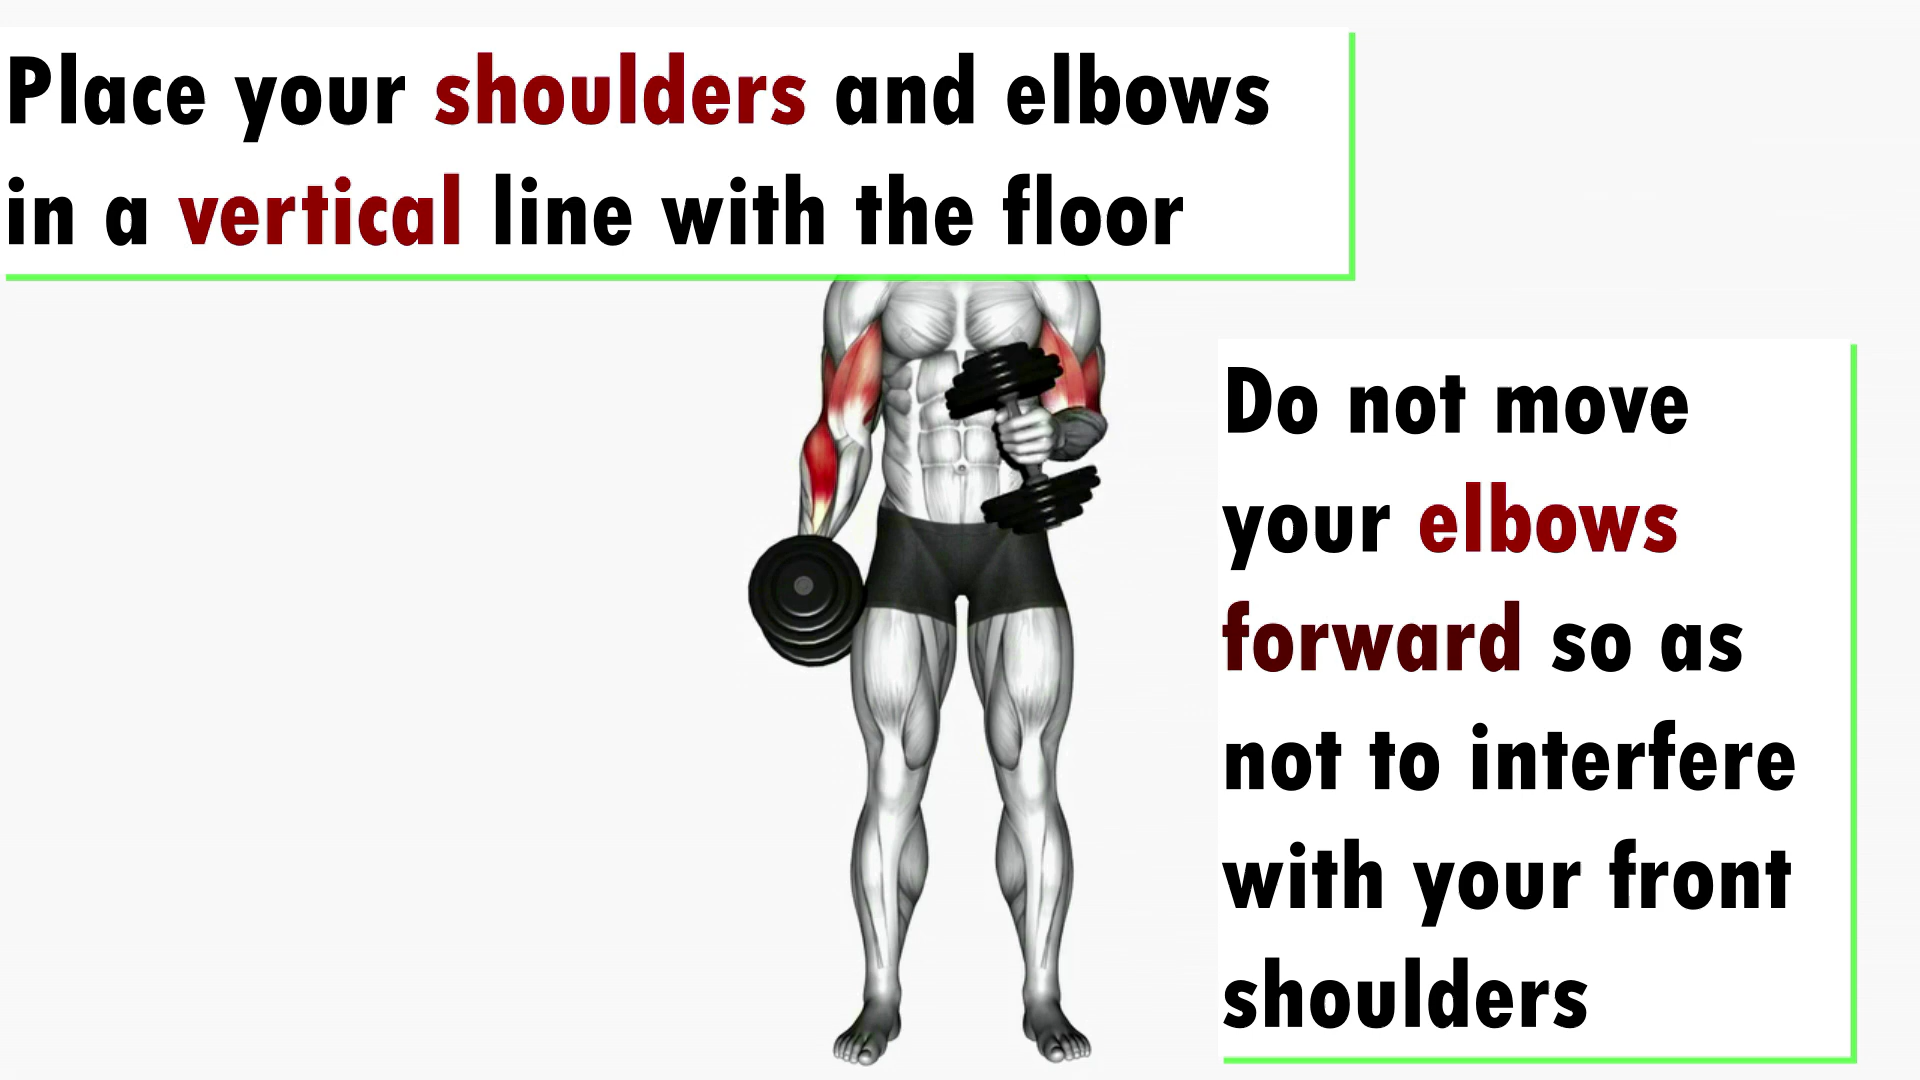 Place your shoulders and elbows
in a vertical line with the floor
Do not move
your elbows
forward so as
not to interfere
with your front
shoulders